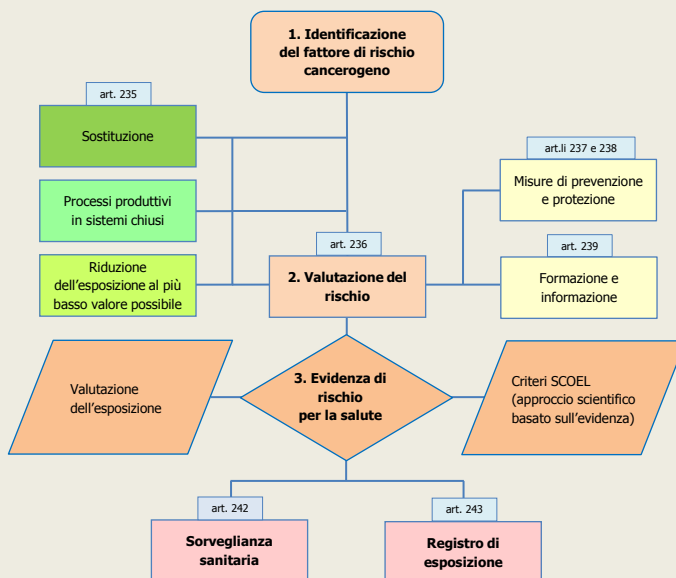 1. Identificazione
del fattore di rischio
cancerogeno
art. 235
Sostituzione
Processi produttivi
in sistemi chiusi
Riduzione
dell'esposizione al più
basso valore possibile
art. 236
2. Valutazione del
rischio
art.li 237 e 238
Misure di prevenzione
e protezione
art. 239
Formazione e
informazione
Valutazione
dell'esposizione
3. Evidenza di
rischio
per la salute
Criteri SCOEL
(approccio scientifico
basato sull'evidenza)
art. 242
Sorveglianza
sanitaria
art. 243
Registro di
esposizione